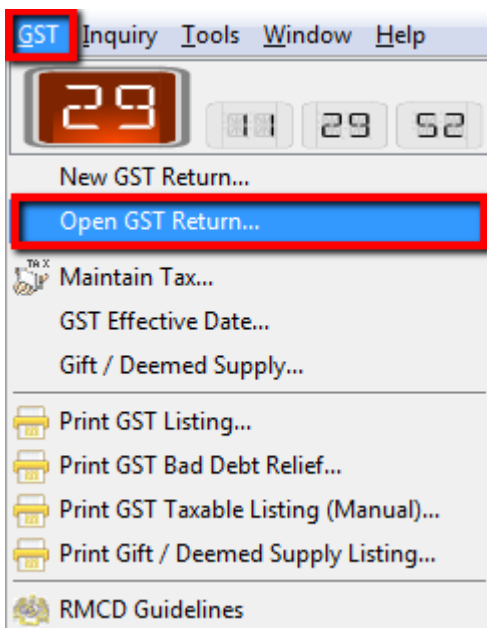 GST Inquiry Tools Window Help
29 11 29 52
New GST Return...
Open GST Return...
TAX
Maintain Tax...
GST Effective Date...
Gift / Deemed Supply...
Print GST Listing...
Print GST Bad Debt Relief...
Print GST Taxable Listing (Manual)...
Print Gift / Deemed Supply Listing...
RMCD Guidelines